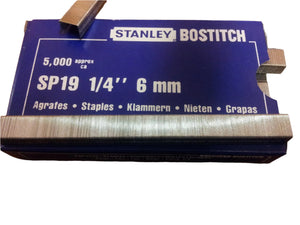 STANLEY BOSTITCH
5,000 approx
ca
SP19 1/4'' 6 mm
Agrafes • Staples • Klammern • Nieten • Grapas